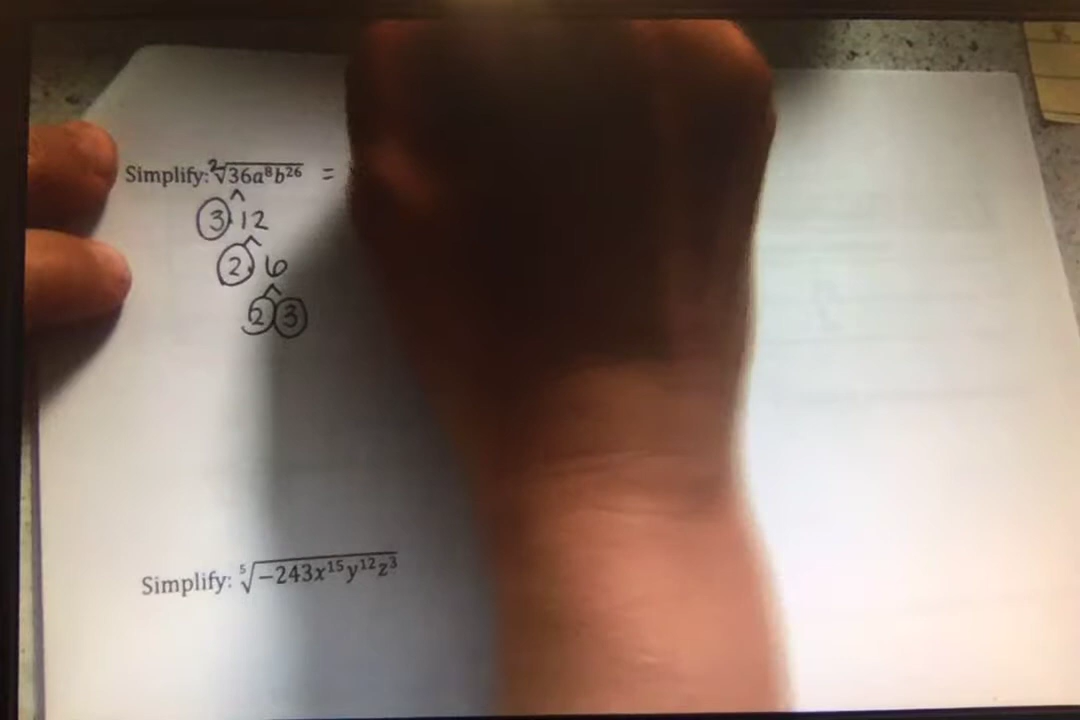 Simplify: ²√36a⁸b²⁶ =
3 · 12
2 · 6
2 3
Simplify: ⁵√-243x¹⁵y¹²z³